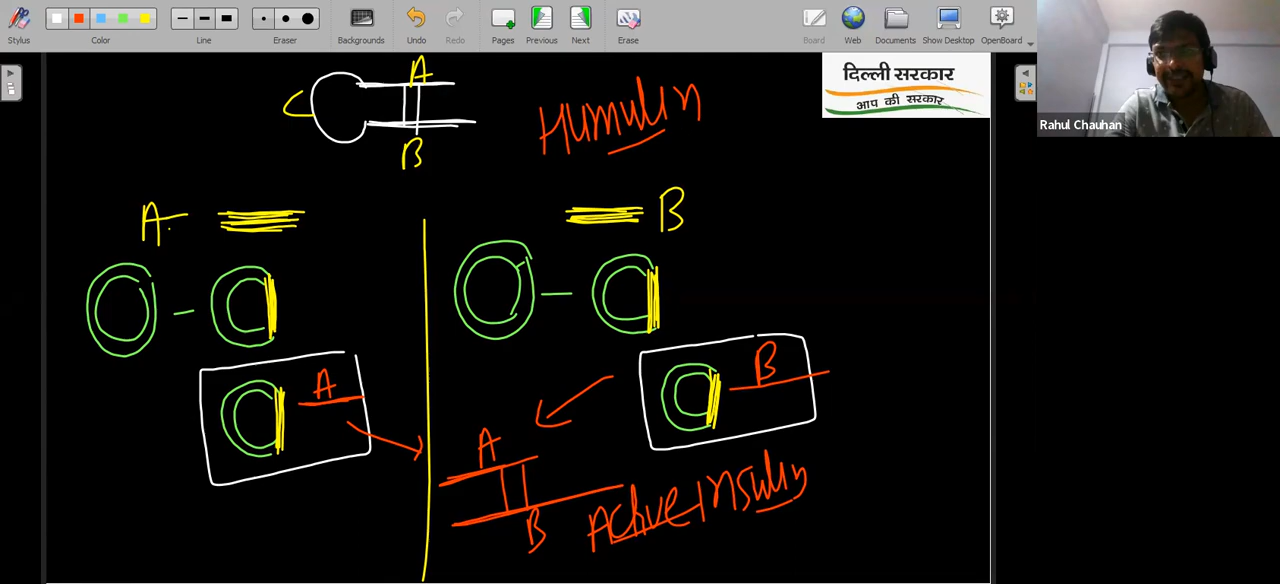 Stylus
Color
Line
Eraser
Backgrounds
Undo
Redo
Pages
Previous
Next
Erase
Board
Web
Documents
Show Desktop
OpenBoard
Rahul Chauhan
दिल्ली सरकार
आप की सरकार
A
C
B
Humulin
A
B
A
B
A
B
Active insulin